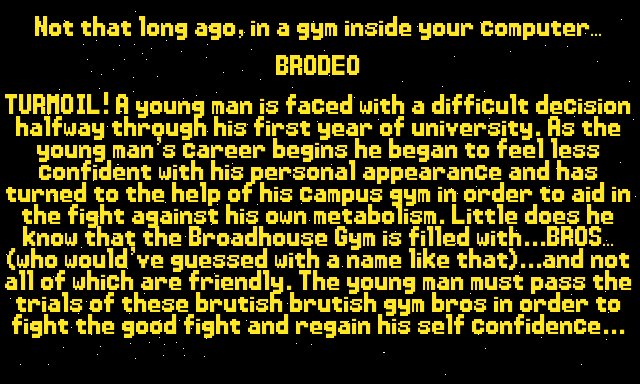 Not that long ago, in a gym inside your computer...
BRODEO
TURMOIL! A young man is faced with a difficult decision
halfway through his first year of university. As the
young man's career begins he began to feel less
confident with his personal appearance and has
turned to the help of his campus gym in order to aid in
the fight against his own metabolism. Little does he
know that the Broadhouse Gym is filled with...BROS...
(who would've guessed with a name like that)...and not
all of which are friendly. The young man must pass the
trials of these brutish brutish gym bros in order to
fight the good fight and regain his self confidence...